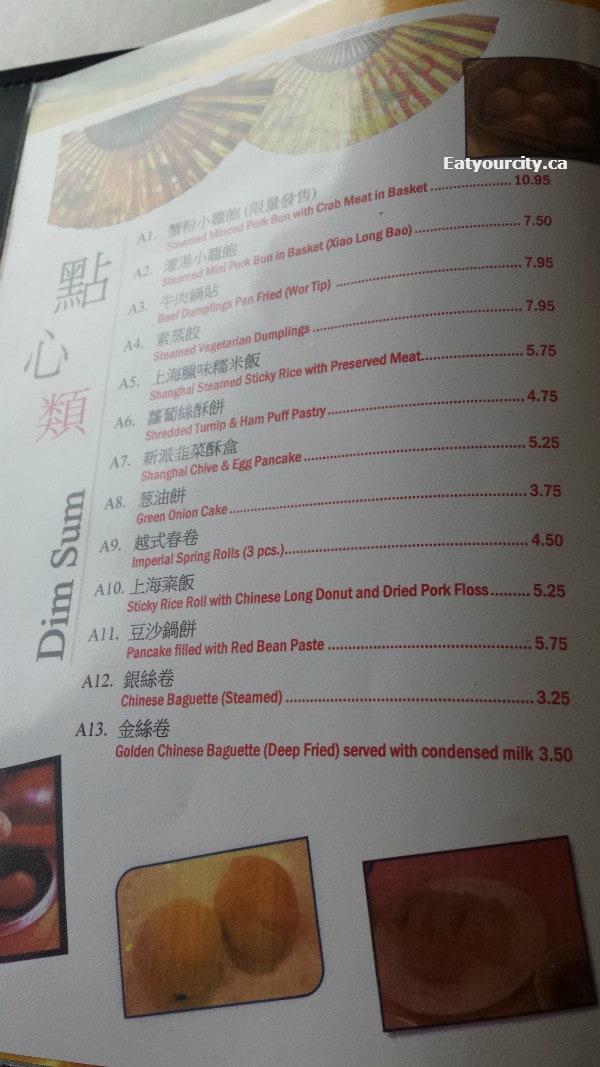 Eatyourcity.ca
點心類
Dim Sum
A1. 蟹粉小籠飽 (限量發售)
Steamed Minced Pork Bun with Crab Meat in Basket 10.95
A2. 灌湯小籠飽
Steamed Mini Pork Bun in Basket (Xiao Long Bao) 7.50
A3. 牛肉鍋貼
Beef Dumplings Pan Fried (Wor Tip) 7.95
A4. 素蒸餃
Steamed Vegetarian Dumplings 7.95
A5. 上海臘味糯米飯
Shanghai Steamed Sticky Rice with Preserved Meat 5.75
A6. 蘿蔔絲酥餅
Shredded Turnip & Ham Puff Pastry 4.75
A7. 新派韭菜酥盒
Shanghai Chive & Egg Pancake 5.25
A8. 葱油餅
Green Onion Cake 3.75
A9. 越式春卷
Imperial Spring Rolls (3 pcs.) 4.50
A10. 上海粢飯
Sticky Rice Roll with Chinese Long Donut and Dried Pork Floss 5.25
A11. 豆沙鍋餅
Pancake filled with Red Bean Paste 5.75
A12. 銀絲卷
Chinese Baguette (Steamed) 3.25
A13. 金絲卷
Golden Chinese Baguette (Deep Fried) served with condensed milk 3.50